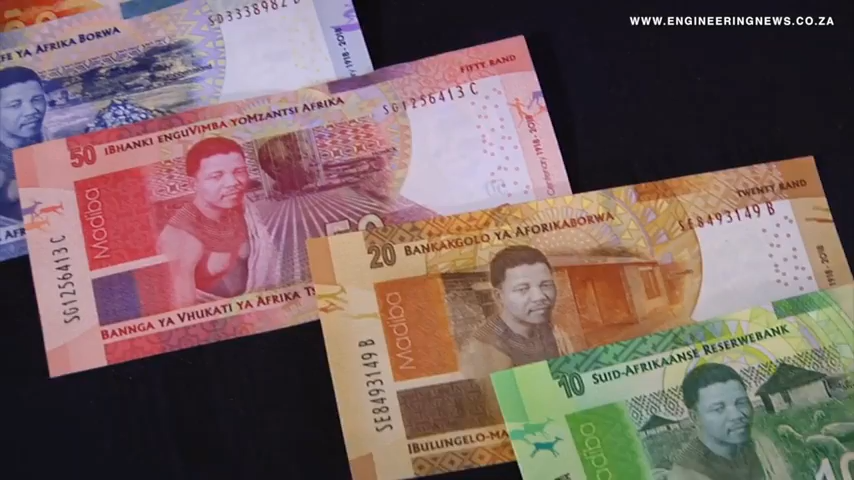 WWW.ENGINEERINGNEWS.CO.ZA
SD3338982 D
FE YA AFRIKA BORWA
FIFTY RAND
50 IBHANKI ENGUVIMBA YOMZANTSI AFRIKA
SG1256413 C
Madiba
Centenary 1918 - 2018
SG1256413 C
BANNGA YA VHUKATI YA AFRIKA
TWENTY RAND
20 BANKAKGOLO YA AFORIKABORWA
SE8493149 B
Madiba
1918 - 2018
SE8493149 B
10 SUID-AFRIKAANSE RESERWEBANK
Madiba